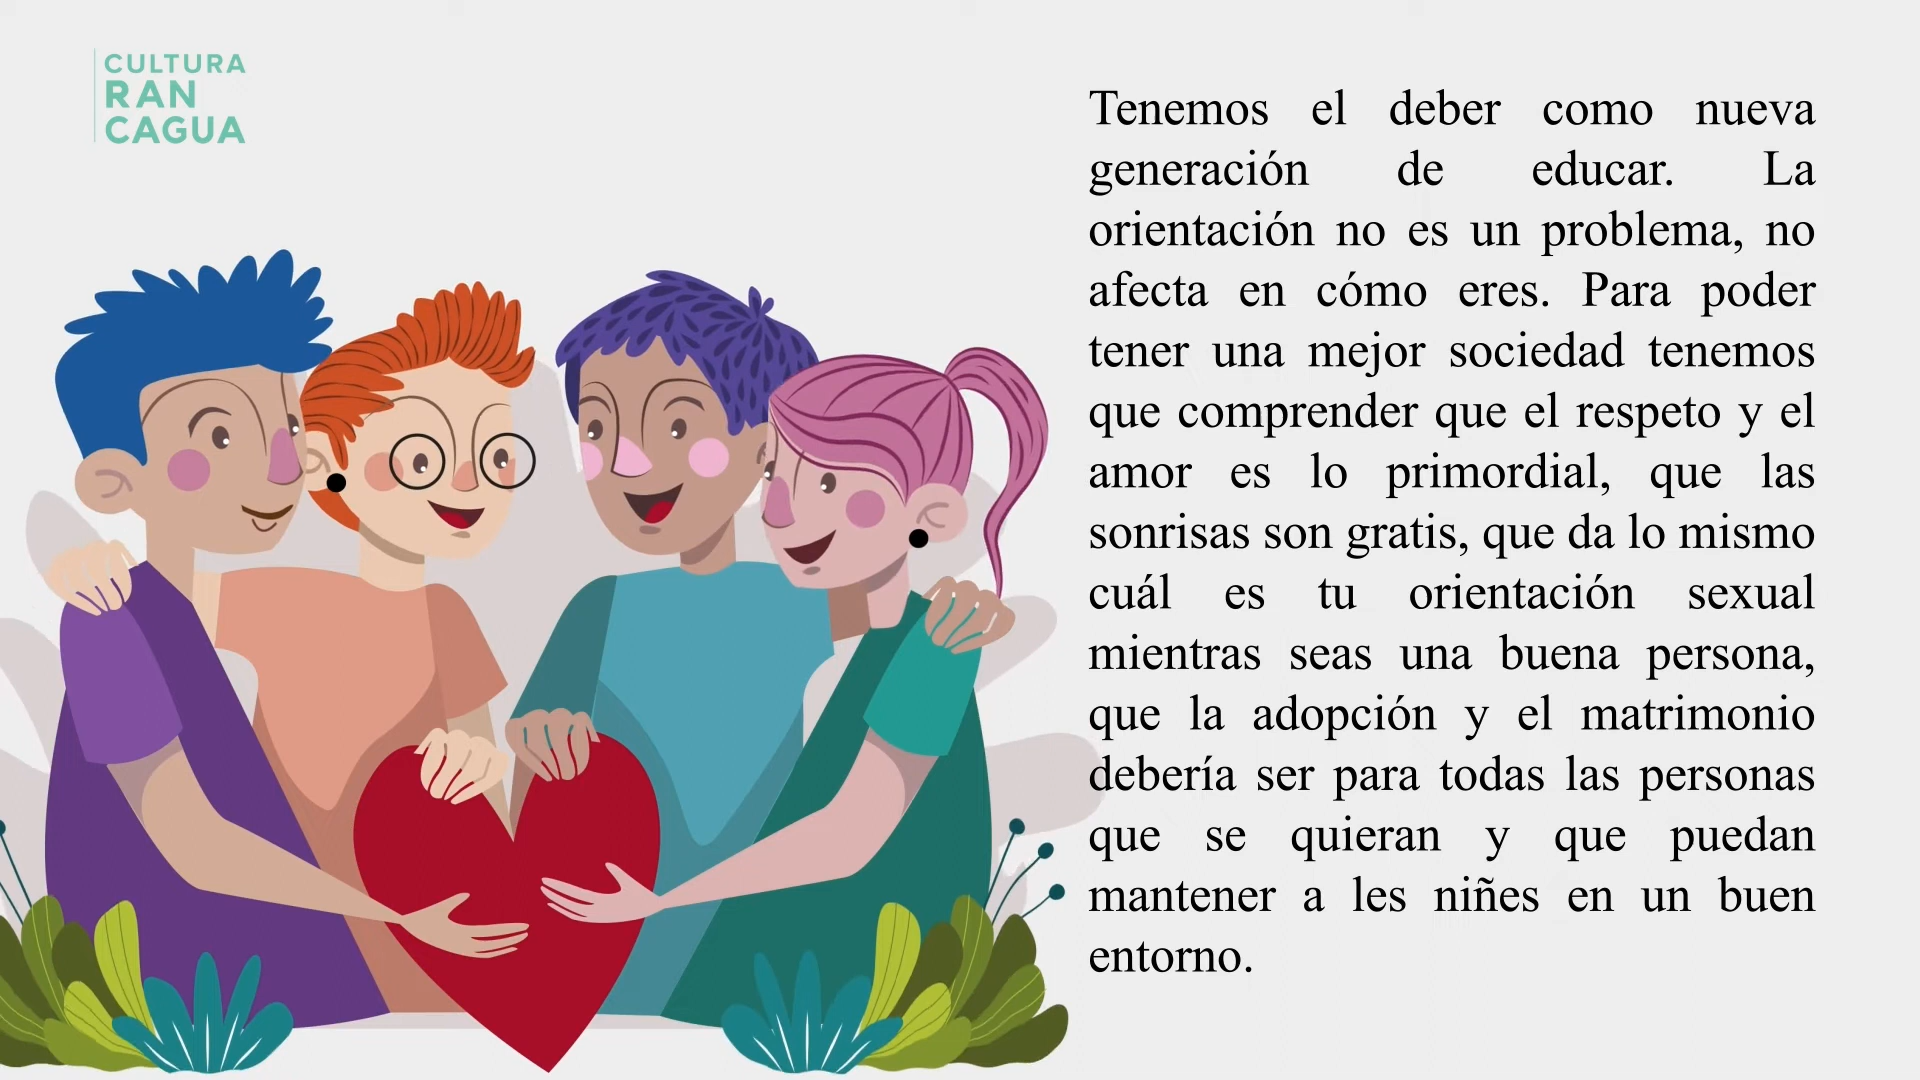 CULTURA
RAN
CAGUA
Tenemos el deber como nueva
generación de educar. La
orientación no es un problema, no
afecta en cómo eres. Para poder
tener una mejor sociedad tenemos
que comprender que el respeto y el
amor es lo primordial, que las
sonrisas son gratis, que da lo mismo
cuál es tu orientación sexual
mientras seas una buena persona,
que la adopción y el matrimonio
debería ser para todas las personas
que se quieran y que puedan
mantener a les niñes en un buen
entorno.